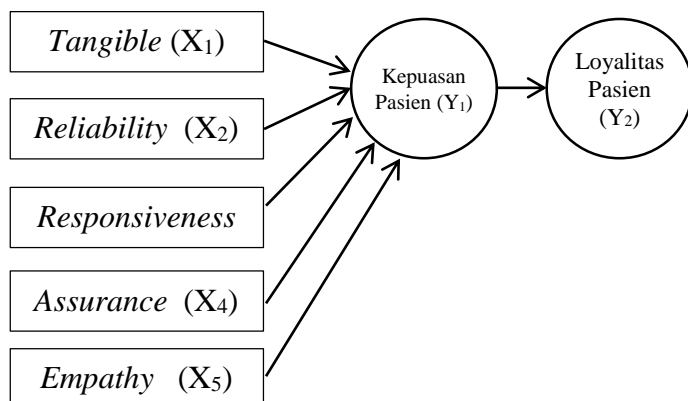 Tangible (X₁)
Reliability (X₂)
Responsiveness
Assurance (X₄)
Empathy (X₅)
Kepuasan
Pasien (Y₁)
Loyalitas
Pasien
(Y₂)